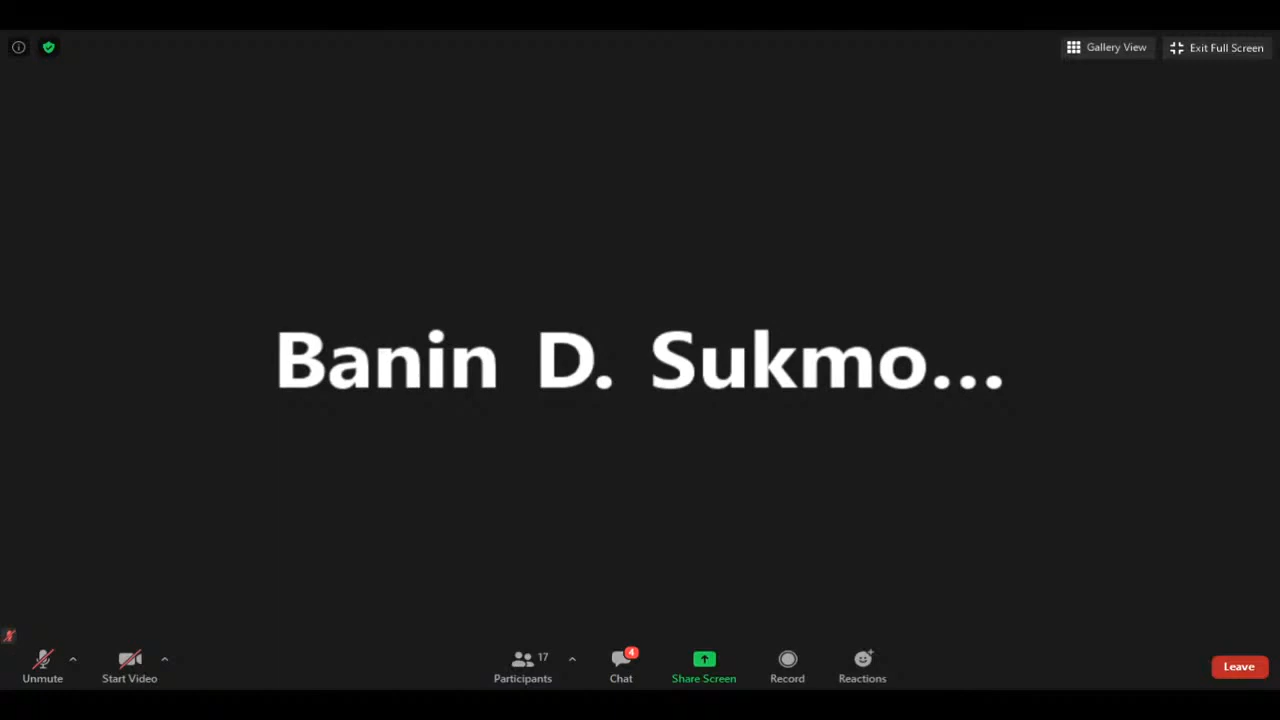 Gallery View
Exit Full Screen
Banin D. Sukmo...
Unmute
Start Video
Participants 17
Chat 4
Share Screen
Record
Reactions
Leave